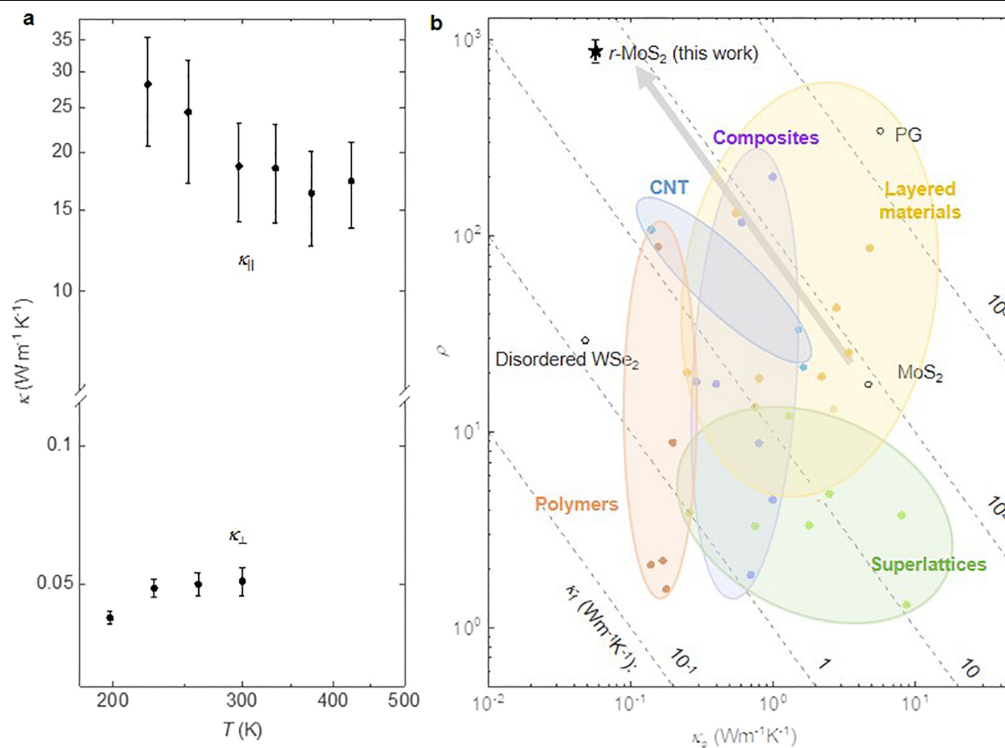 a
35
30
25
20
15
10
0.1
0.05
κ (W m⁻¹ K⁻¹)
κ||
κ⊥
200
300
400
500
T (K)
b
10³
10²
10¹
10⁰
ρ
r-MoS₂ (this work)
Composites
PG
CNT
Layered
materials
Disordered WSe₂
MoS₂
Polymers
Superlattices
κf (Wm⁻¹K⁻¹):
10⁻¹
1
10
10⁻²
10⁻¹
10⁰
10¹
κs (Wm⁻¹K⁻¹)